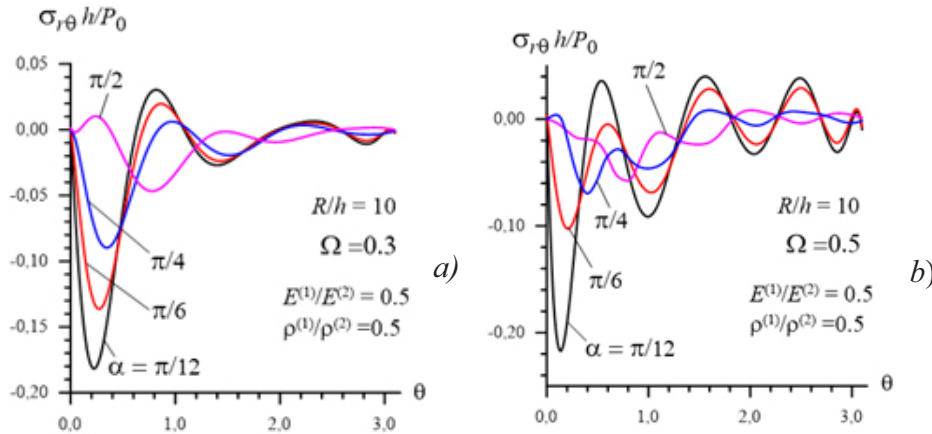 σrθ h/P0
0,05
0,00
-0,05
-0,10
-0,15
-0,20
0,0 1,0 2,0 3,0
π/2
π/4
π/6
α = π/12
R/h = 10
Ω =0.3
E(1)/E(2) = 0.5
ρ(1)/ρ(2) =0.5
θ
a)
σrθ h/P0
0,00
-0,10
-0,20
0,0 1,0 2,0 3,0
π/2
π/4
π/6
α = π/12
R/h = 10
Ω =0.5
E(1)/E(2) = 0.5
ρ(1)/ρ(2) =0.5
θ
b)